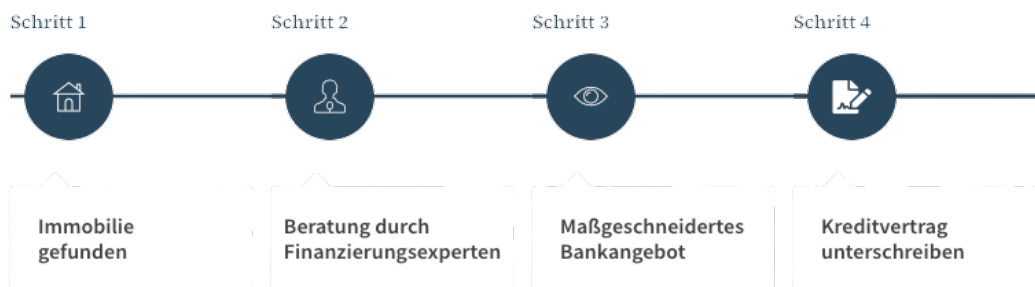 Schritt 1
Schritt 2
Schritt 3
Schritt 4
Immobilie
gefunden
Beratung durch
Finanzierungsexperten
Maßgeschneidertes
Bankangebot
Kreditvertrag
unterschreiben